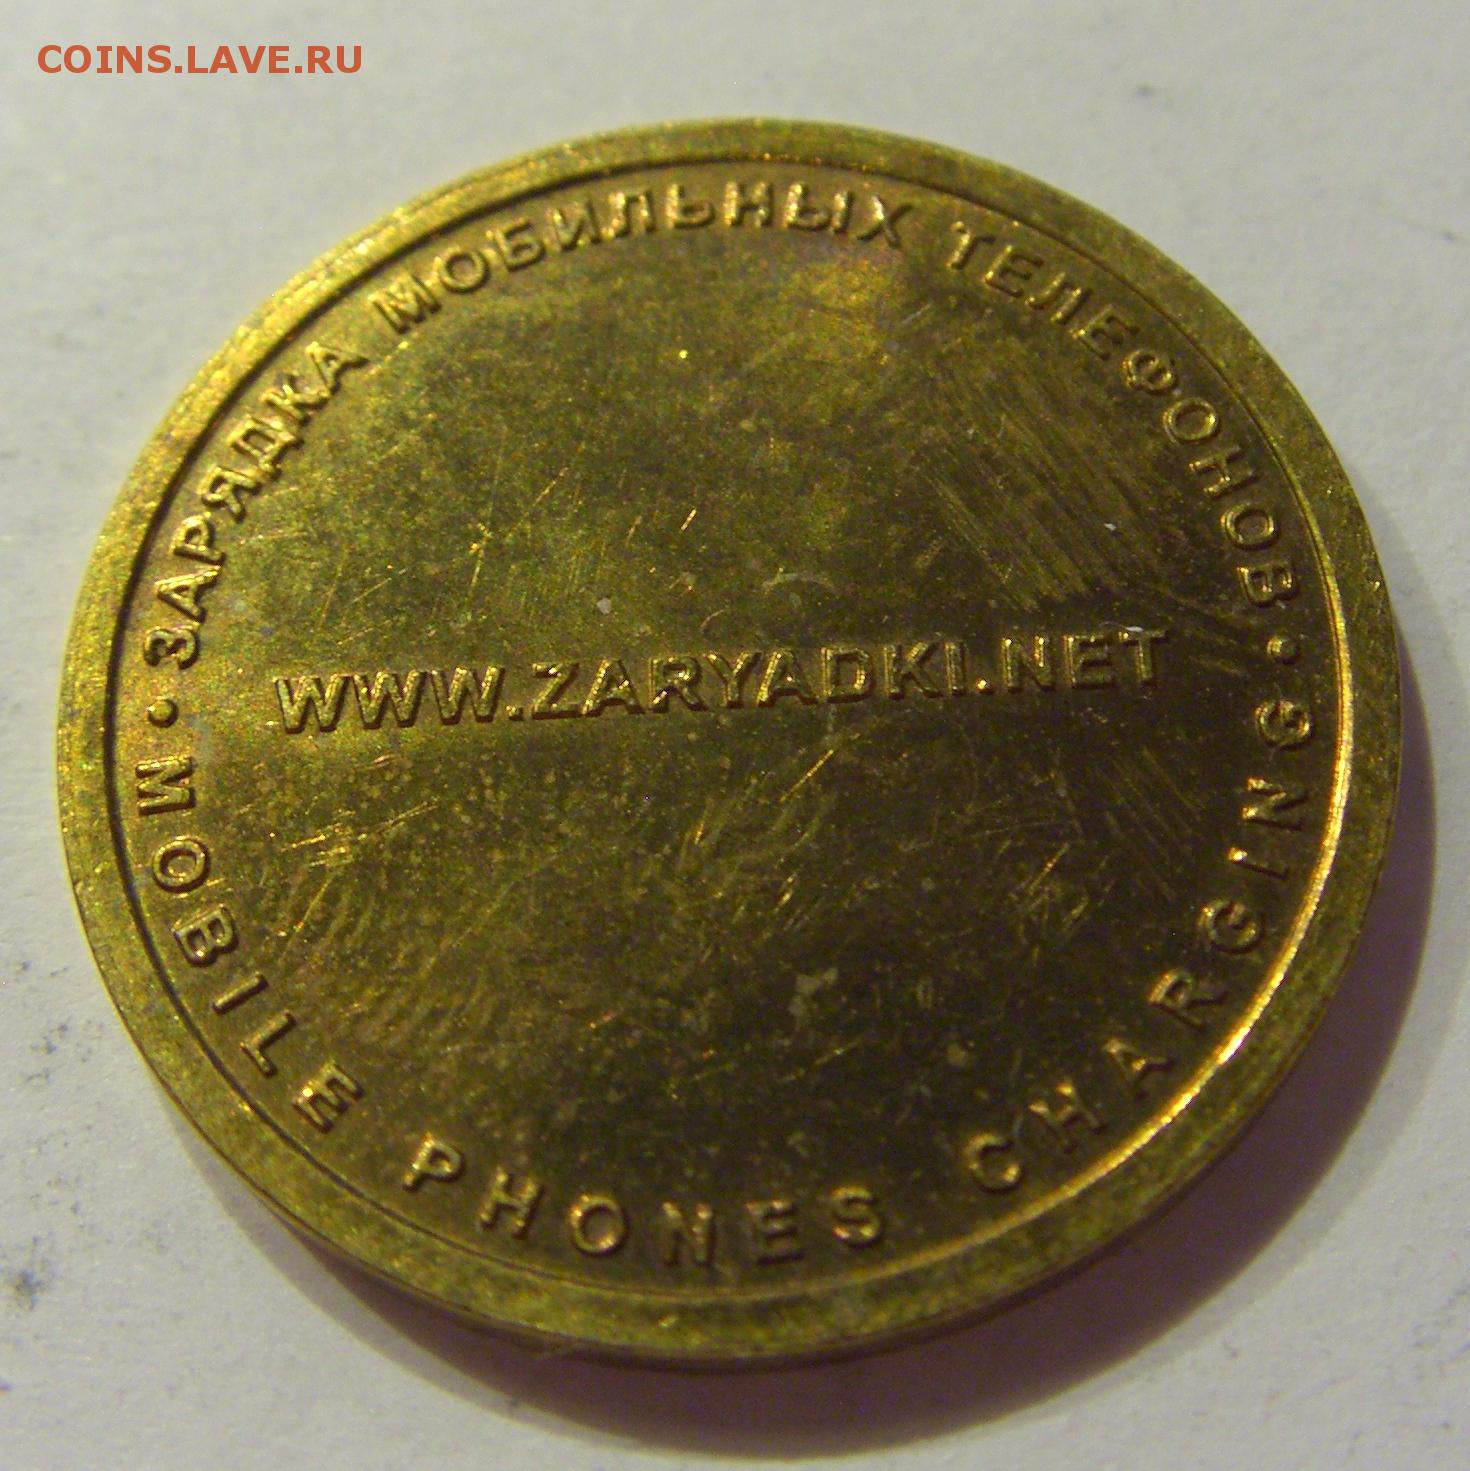 COINS.LAVE.RU
• ЗАРЯДКА МОБИЛЬНЫХ ТЕЛЕФОНОВ •
WWW.ZARYADKI.NET
MOBILE PHONES CHARGING